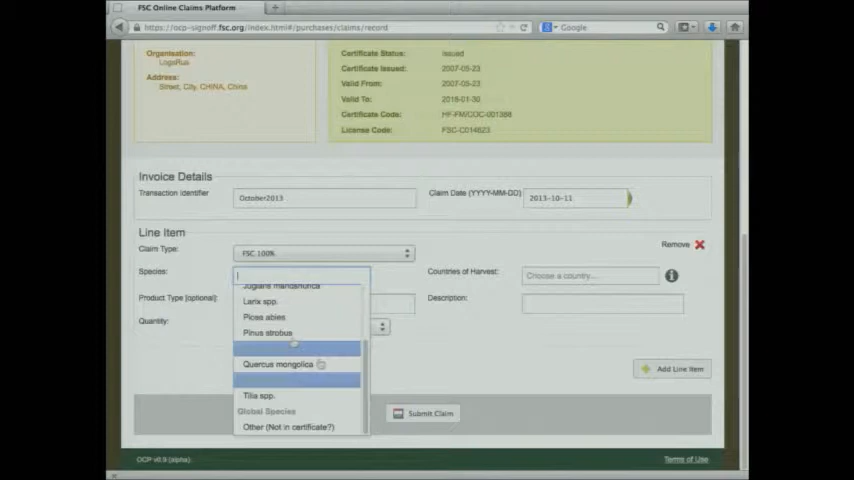 FSC Online Claims Platform
https://ocp-signoff.fsc.org/index.html#/purchases/claims/record
Google
Organisation:
LogsRus
Address:
Street, City, CHINA, China
Certificate Status: Issued
Certificate Issued: 2007-05-23
Valid From: 2007-05-23
Valid To: 2018-01-30
Certificate Code:
License Code: FSC-C014623
Invoice Details
Transaction Identifier October2013 Claim Date (YYYY-MM-DD) 2013-10-11
Line Item
Remove
Claim Type: FSC 100%
Species: Countries of Harvest: Choose a country...
Juglans mandshurica
Product Type [optional]: Larix spp. Description:
Picea abies
Quantity:
Pinus strobus
Quercus mongolica
Add Line Item
Tilia spp.
Global Species
Submit Claim
Other (Not in certificate?)
OCP v0.9 (alpha) Terms of Use